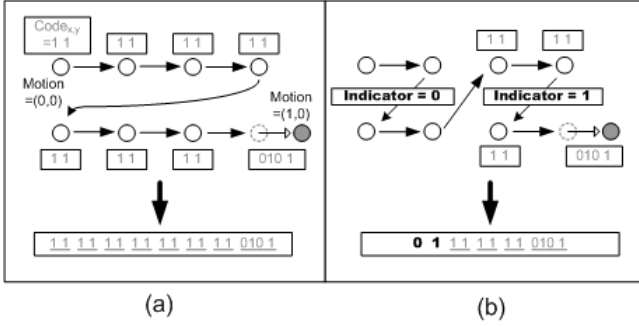 Codex,y
=1 1
1 1
1 1
1 1
Motion
=(0,0)
Motion
=(1,0)
1 1
1 1
1 1
010 1
1 1 1 1 1 1 1 1 1 1 1 1 1 1 010 1
(a)
1 1
1 1
Indicator = 0
Indicator = 1
1 1
010 1
0 1 1 1 1 1 1 1 010 1
(b)